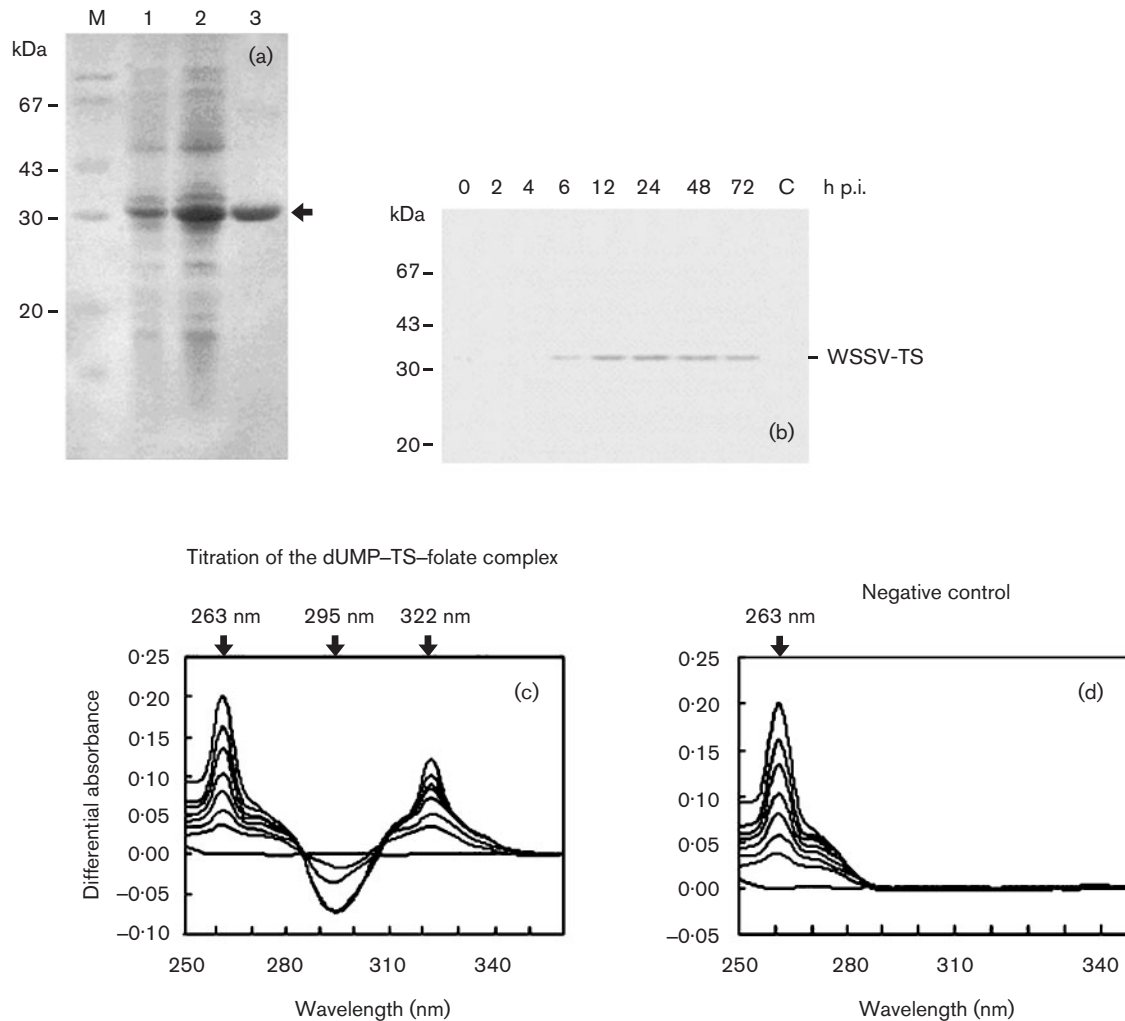 M 1 2 3
kDa
(a)
67
43
30
20
0 2 4 6 12 24 48 72 C h p.i.
kDa
67
43
30
20
WSSV-TS
(b)
Titration of the dUMP–TS–folate complex
263 nm 295 nm 322 nm
0·25
0·20
0·15
0·10
0·05
0·00
−0·05
−0·10
Differential absorbance
(c)
250 280 310 340
Wavelength (nm)
Negative control
263 nm
0·25
0·20
0·15
0·10
0·05
0·00
−0·05
(d)
250 280 310 340
Wavelength (nm)